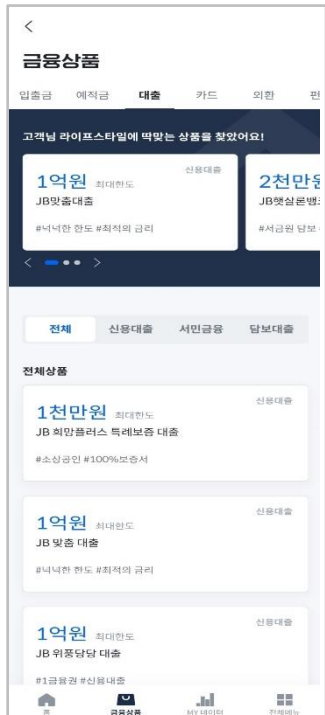 금융상품
입출금 예적금 대출 카드 외환
고객님 라이프스타일에 딱맞는 상품을 찾았어요!
신용대출
1억원 최대한도
JB맞춤대출
#넉넉한 한도 #최적의 금리
2천만원
JB햇살론뱅크
#서금원 담보
전체 신용대출 서민금융 담보대출
전체상품
신용대출
1천만원 최대한도
JB 희망플러스 특례보증 대출
#소상공인 #100%보증서
신용대출
1억원 최대한도
JB 맞춤 대출
#넉넉한 한도 #최적의 금리
신용대출
1억원 최대한도
JB 위풍당당 대출
#1금융권 #신용대출
홈 금융상품 MY 데이터 전체메뉴